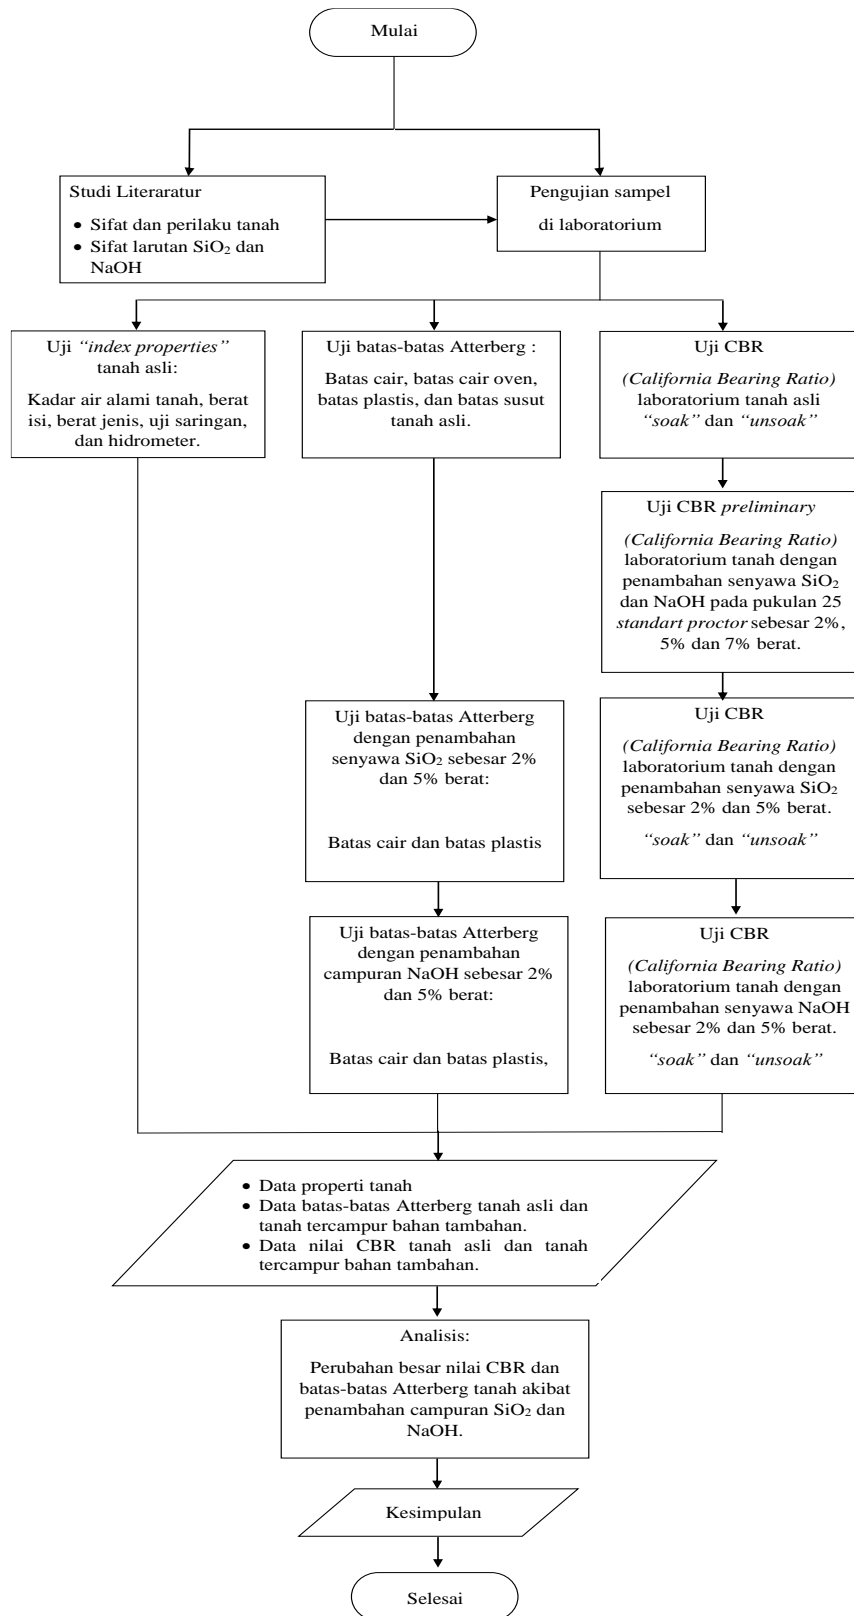 Mulai
Studi Literaratur
• Sifat dan perilaku tanah
• Sifat larutan SiO₂ dan
NaOH
Pengujian sampel
di laboratorium
Uji “index properties”
tanah asli:
Kadar air alami tanah, berat
isi, berat jenis, uji saringan,
dan hidrometer.
Uji batas-batas Atterberg :
Batas cair, batas cair oven,
batas plastis, dan batas susut
tanah asli.
Uji CBR
(California Bearing Ratio)
laboratorium tanah asli
“soak” dan “unsoak”
Uji CBR preliminary
(California Bearing Ratio)
laboratorium tanah dengan
penambahan senyawa SiO₂
dan NaOH pada pukulan 25
standart proctor sebesar 2%,
5% dan 7% berat.
Uji batas-batas Atterberg
dengan penambahan
senyawa SiO₂ sebesar 2%
dan 5% berat:
Batas cair dan batas plastis
Uji CBR
(California Bearing Ratio)
laboratorium tanah dengan
penambahan senyawa SiO₂
sebesar 2% dan 5% berat.
“soak” dan “unsoak”
Uji batas-batas Atterberg
dengan penambahan
campuran NaOH sebesar 2%
dan 5% berat:
Batas cair dan batas plastis,
Uji CBR
(California Bearing Ratio)
laboratorium tanah dengan
penambahan senyawa NaOH
sebesar 2% dan 5% berat.
“soak” dan “unsoak”
• Data properti tanah
• Data batas-batas Atterberg tanah asli dan
tanah tercampur bahan tambahan.
• Data nilai CBR tanah asli dan tanah
tercampur bahan tambahan.
Analisis:
Perubahan besar nilai CBR dan
batas-batas Atterberg tanah akibat
penambahan campuran SiO₂ dan
NaOH.
Kesimpulan
Selesai